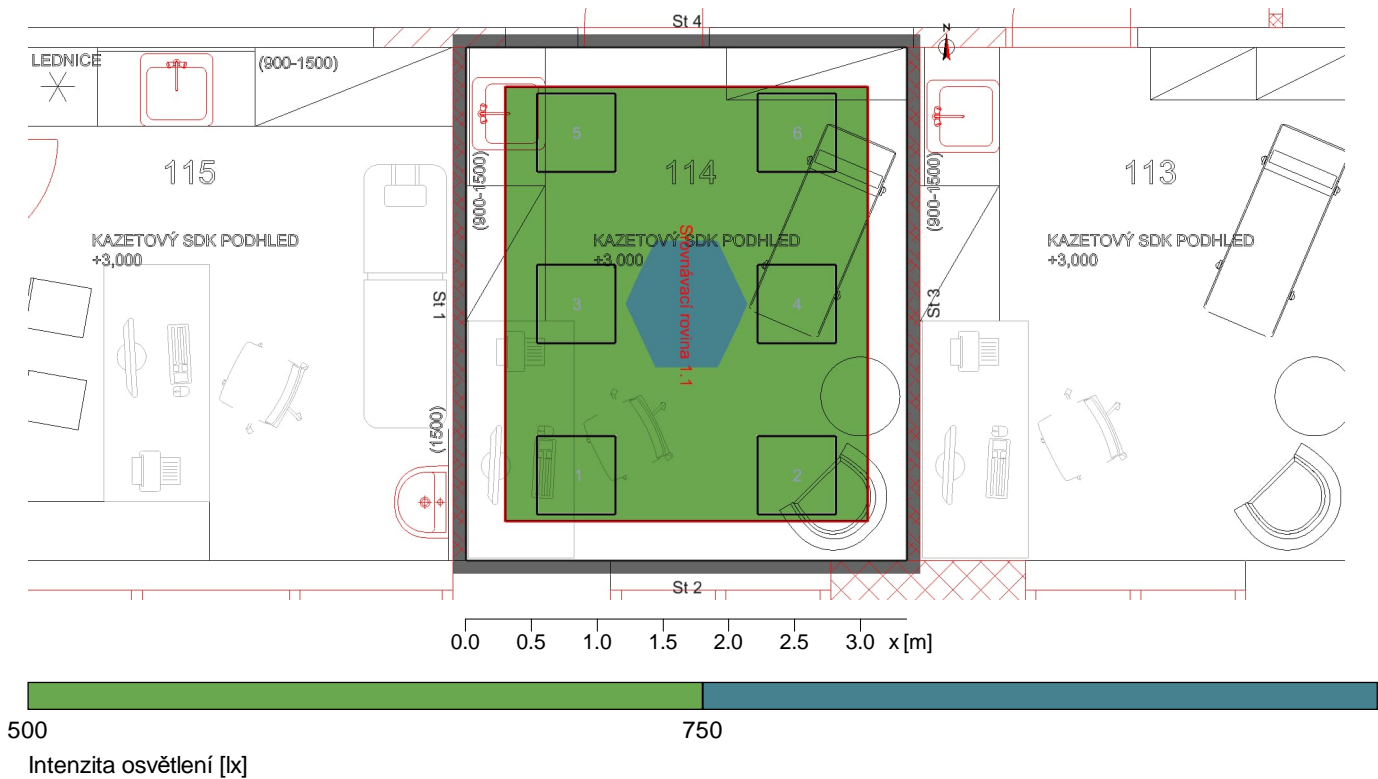 St 4
N
LEDNICE
(900-1500)
5
6
115
114
113
(900-1500)
(900-1500)
KAZETOVÝ SDK PODHLED
+3,000
KAZETOVÝ SDK PODHLED
+3,000
KAZETOVÝ SDK PODHLED
+3,000
Srovnávací rovina 1.1
St 1
3
4
St 3
(1500)
1
2
St 2
0.0 0.5 1.0 1.5 2.0 2.5 3.0 x [m]
500 750
Intenzita osvětlení [lx]